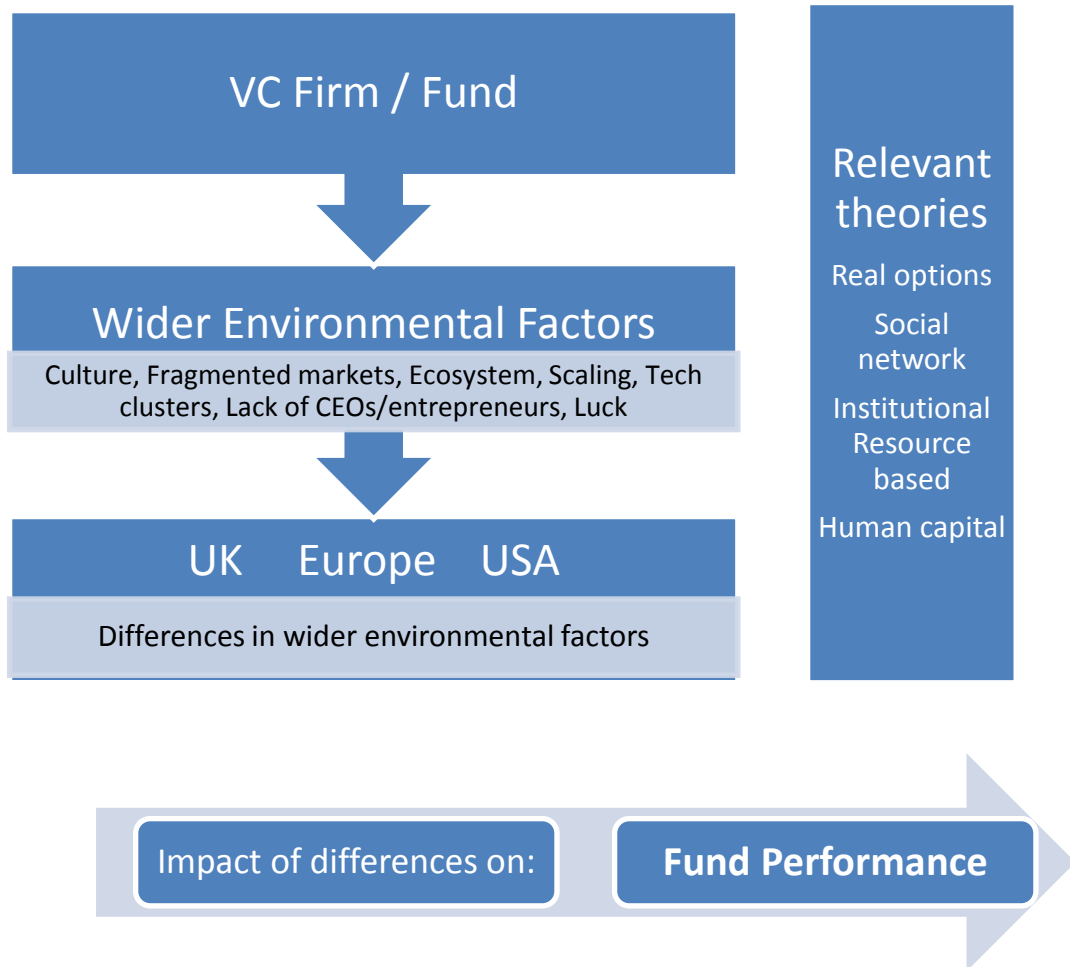 VC Firm / Fund
Wider Environmental Factors
Culture, Fragmented markets, Ecosystem, Scaling, Tech
clusters, Lack of CEOs/entrepreneurs, Luck
UK Europe USA
Differences in wider environmental factors
Relevant
theories
Real options
Social
network
Institutional
Resource
based
Human capital
Impact of differences on:
Fund Performance